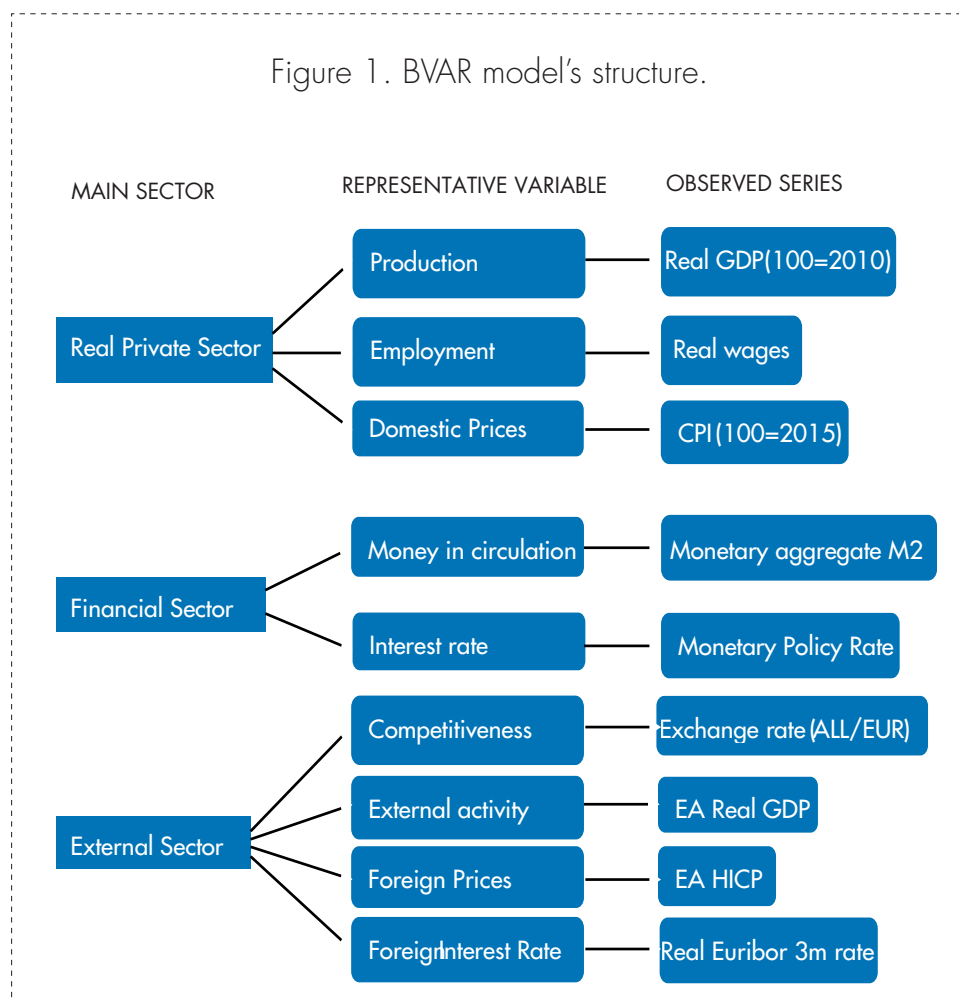 Figure 1. BVAR model's structure.
MAIN SECTOR
REPRESENTATIVE VARIABLE
OBSERVED SERIES
Real Private Sector
Production
Real GDP(100=2010)
Employment
Real wages
Domestic Prices
CPI(100=2015)
Financial Sector
Money in circulation
Monetary aggregate M2
Interest rate
Monetary Policy Rate
External Sector
Competitiveness
Exchange rate (ALL/EUR)
External activity
EA Real GDP
Foreign Prices
EA HICP
Foreign Interest Rate
Real Euribor 3m rate